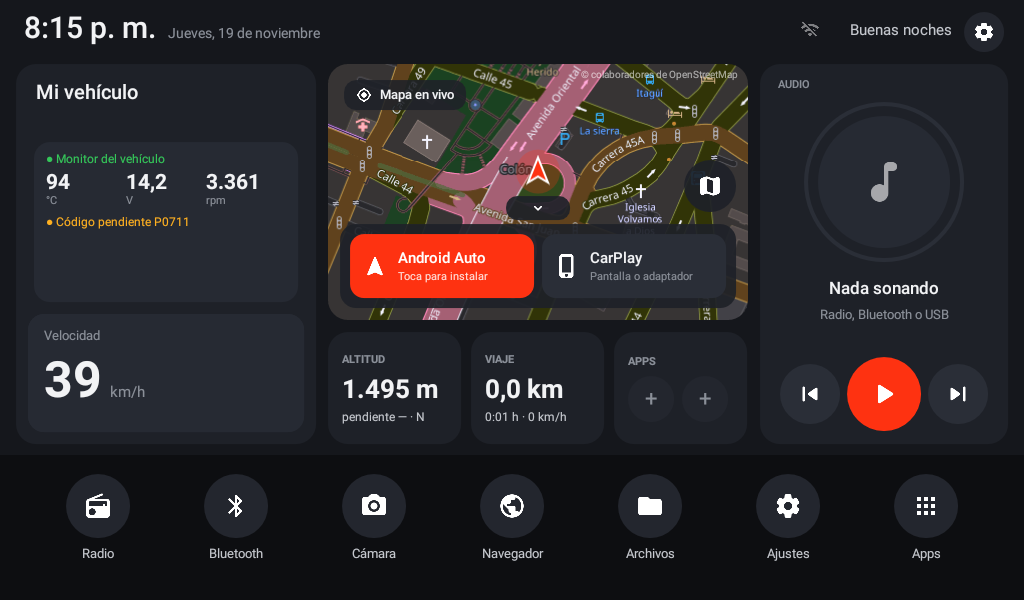 8:15 p. m.
Jueves, 19 de noviembre
Buenas noches
Mi vehículo
● Monitor del vehículo
94
°C
14,2
V
3.361
rpm
● Código pendiente P0711
Velocidad
39 km/h
© colaboradores de OpenStreetMap
Mapa en vivo
Calle 45
49
Avenida Oriental
Itagüí
La sierra
P
Carrera 45A
Colón
Calle 44
Carrera 45
Iglesia
Volvamos
Avenida
Android Auto
Toca para instalar
CarPlay
Pantalla o adaptador
ALTITUD
1.495 m
pendiente — · N
VIAJE
0,0 km
0:01 h · 0 km/h
APPS
+ +
AUDIO
Nada sonando
Radio, Bluetooth o USB
Radio
Bluetooth
Cámara
Navegador
Archivos
Ajustes
Apps